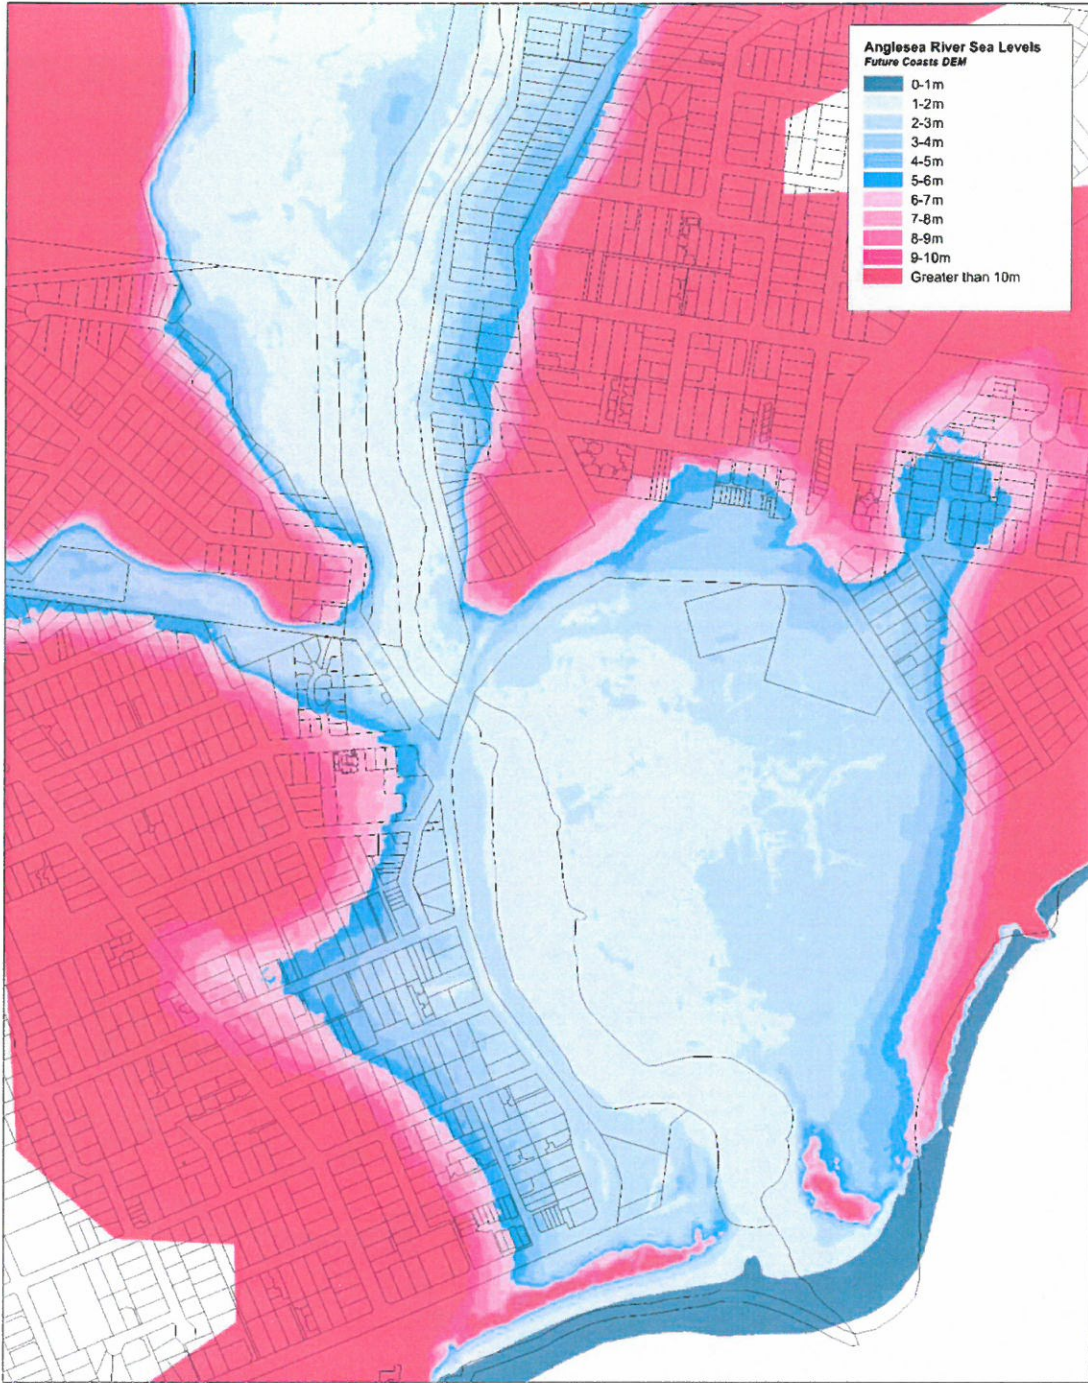 Anglesea River Sea Levels
Future Coasts DEM
0-1m
1-2m
2-3m
3-4m
4-5m
5-6m
6-7m
7-8m
8-9m
9-10m
Greater than 10m